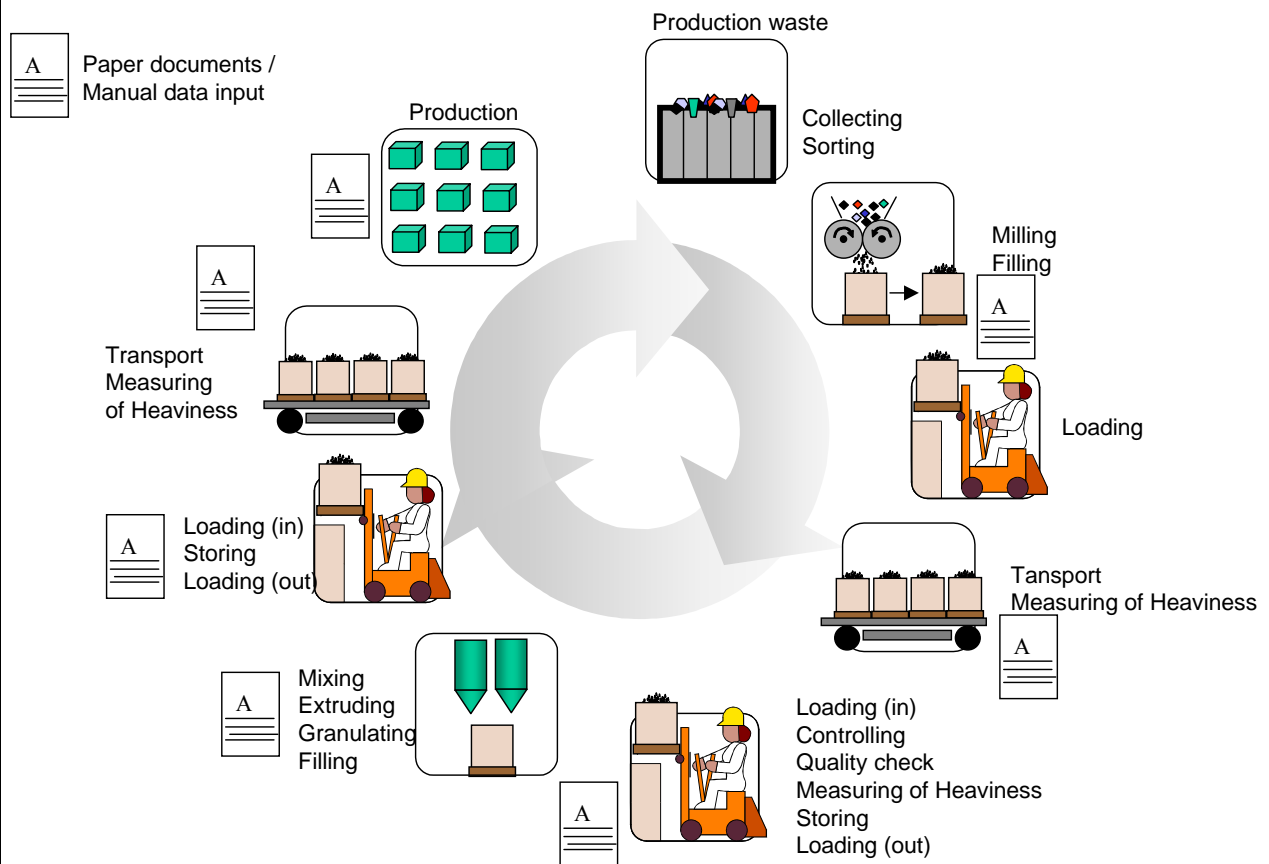 Production waste
A
Paper documents /
Manual data input
Production
Collecting
Sorting
A
Milling
Filling
A
A
Transport
Measuring
of Heaviness
Loading
A
Loading (in)
Storing
Loading (out)
Tansport
Measuring of Heaviness
A
A
Mixing
Extruding
Granulating
Filling
Loading (in)
Controlling
Quality check
Measuring of Heaviness
Storing
Loading (out)
A